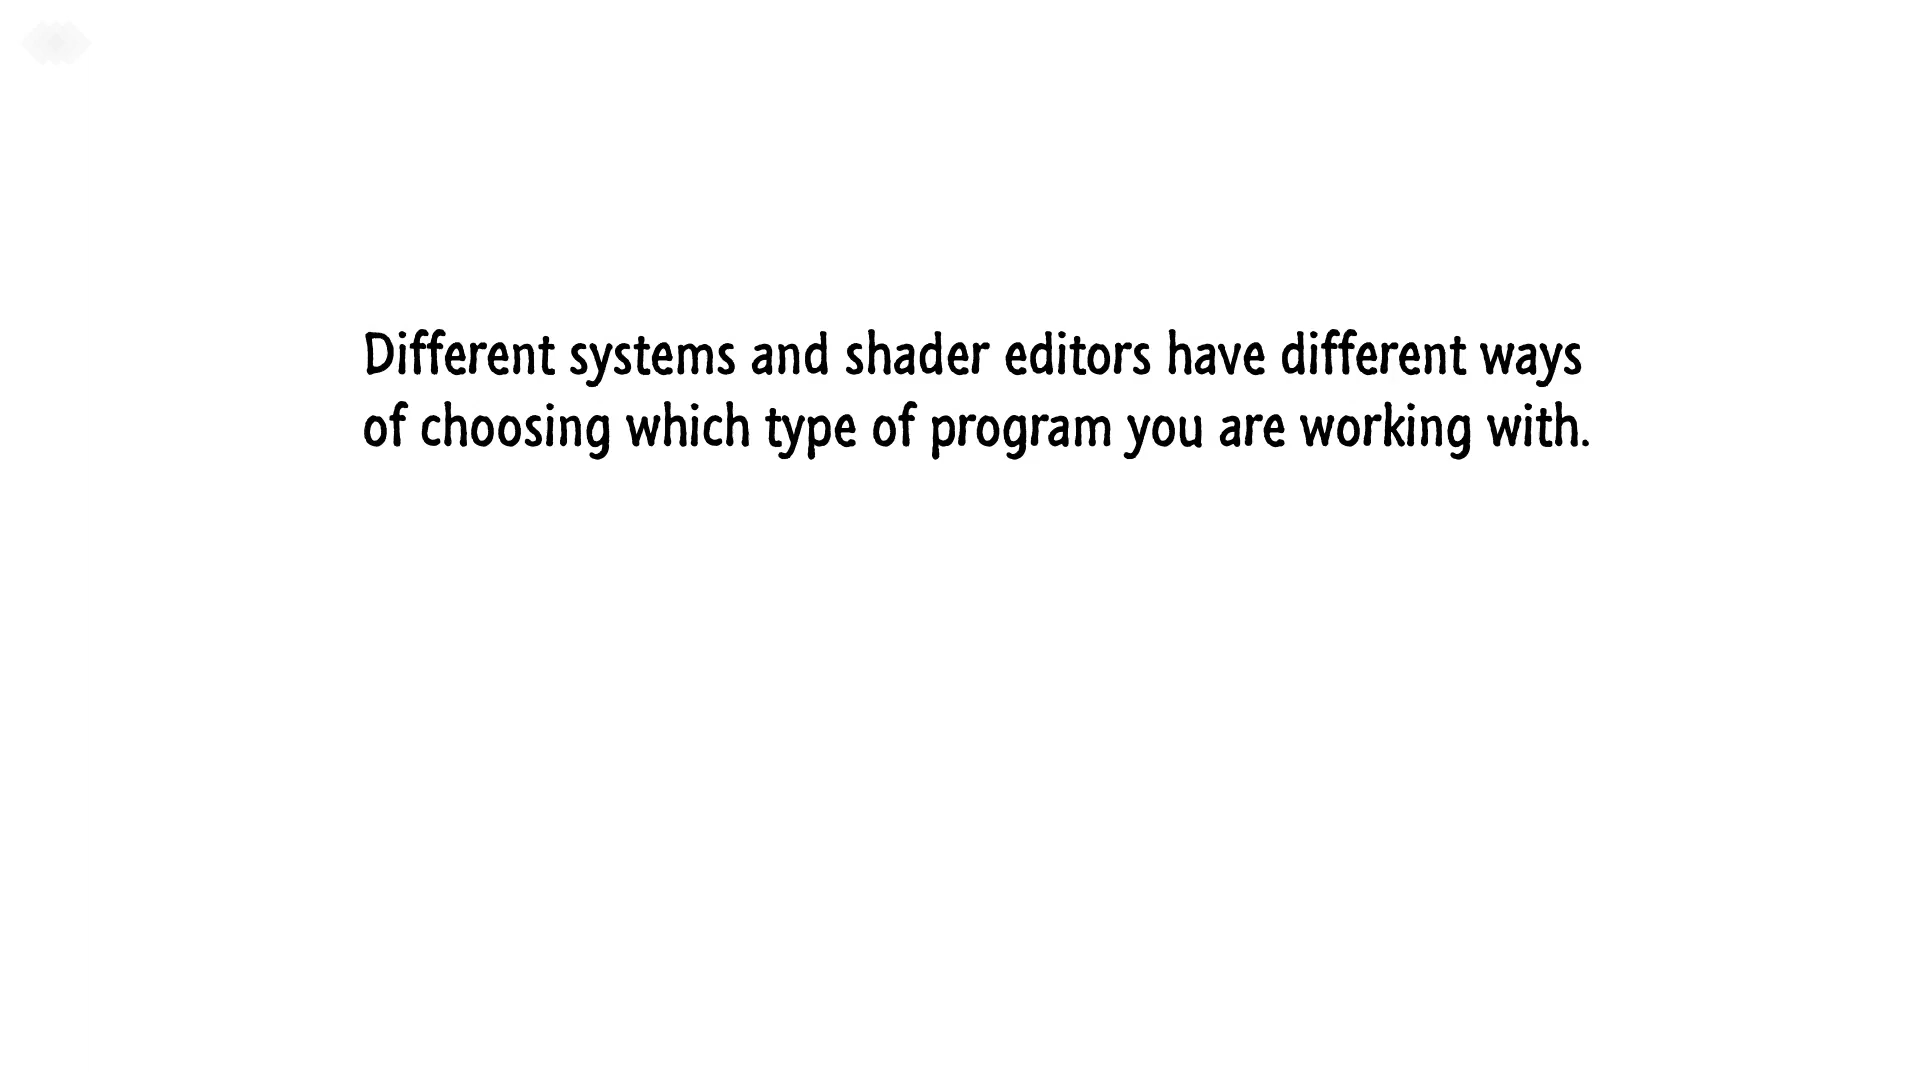 Different systems and shader editors have different ways
of choosing which type of program you are working with.